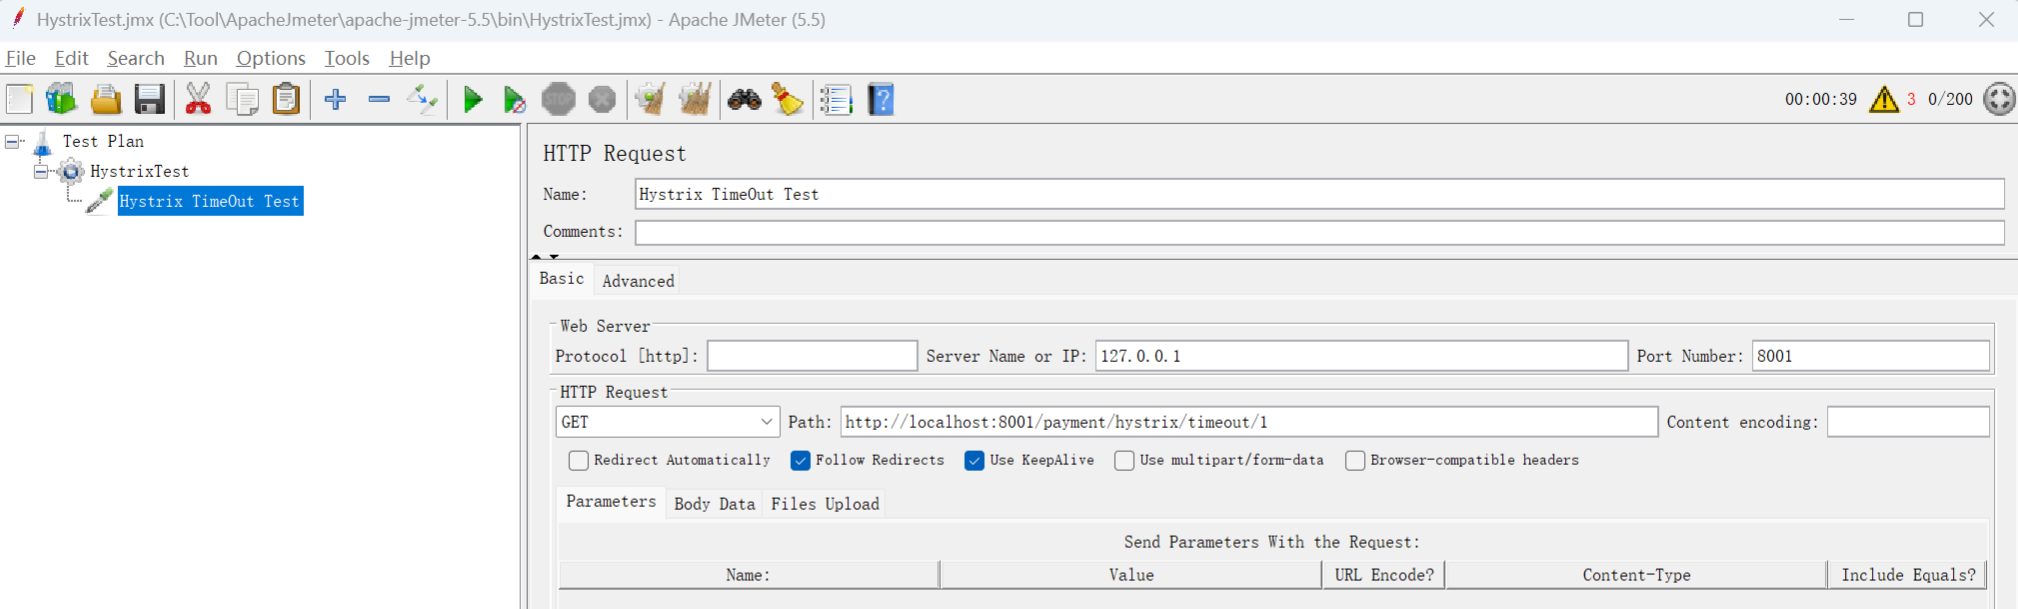 HystrixTest.jmx (C:\Tool\ApacheJmeter\apache-jmeter-5.5\bin\HystrixTest.jmx) - Apache JMeter (5.5)
File Edit Search Run Options Tools Help
STOP ? 00:00:39 3 0/200
Test Plan
HystrixTest
Hystrix TimeOut Test
HTTP Request
Name: Hystrix TimeOut Test
Comments:
Basic Advanced
Web Server
Protocol [http]: Server Name or IP: 127.0.0.1 Port Number: 8001
HTTP Request
GET Path: http://localhost:8001/payment/hystrix/timeout/1 Content encoding:
Redirect Automatically Follow Redirects Use KeepAlive Use multipart/form-data Browser-compatible headers
Parameters Body Data Files Upload
Send Parameters With the Request:
Name: Value URL Encode? Content-Type Include Equals?